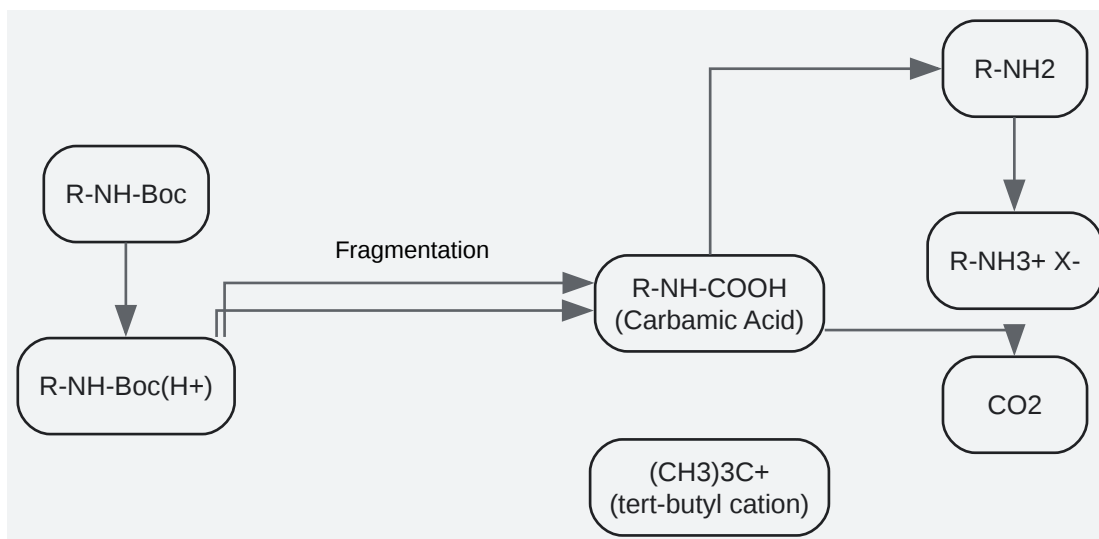 R-NH2
R-NH-Boc
Fragmentation
R-NH3+ X-
R-NH-COOH
(Carbamic Acid)
R-NH-Boc(H+)
CO2
(CH3)3C+
(tert-butyl cation)